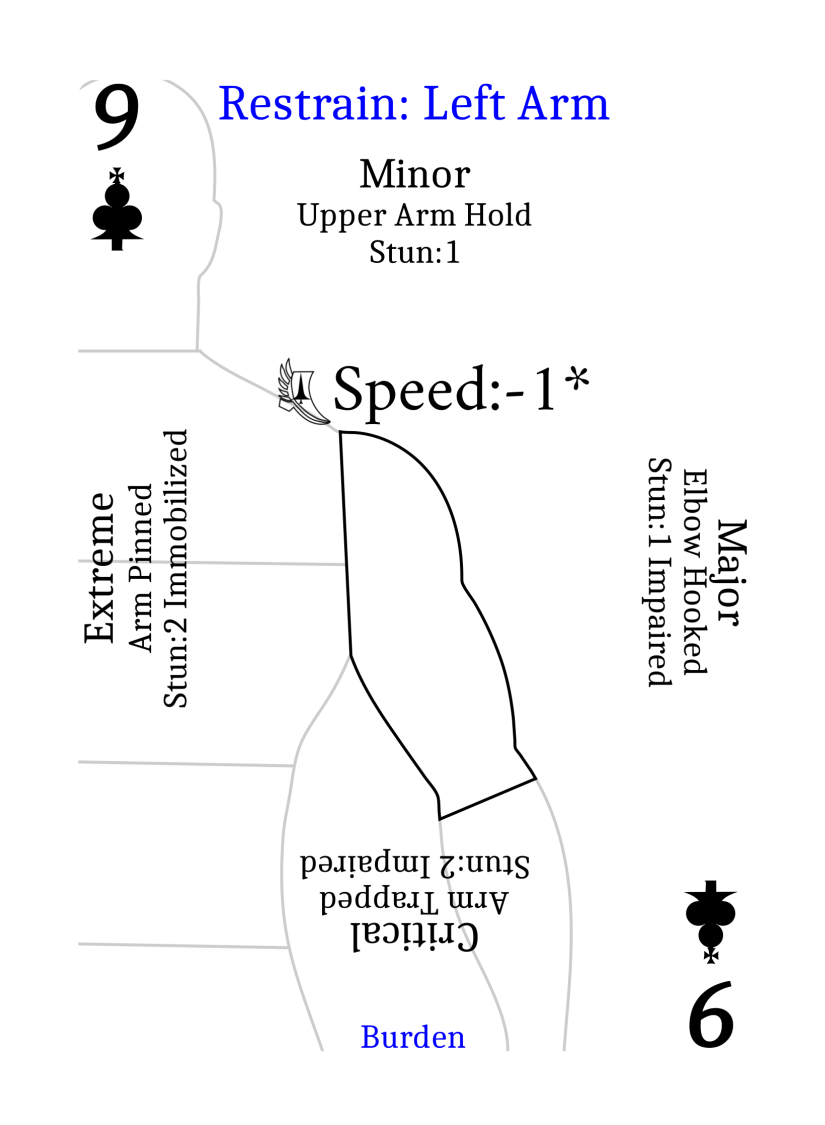 9
Restrain: Left Arm
Minor
Upper Arm Hold
Stun:1
Speed:-1*
Extreme
Arm Pinned
Stun:2 Immobilized
Major
Elbow Hooked
Stun:1 Impaired
Critical
Arm Trapped
Stun:2 Impaired
Burden
9